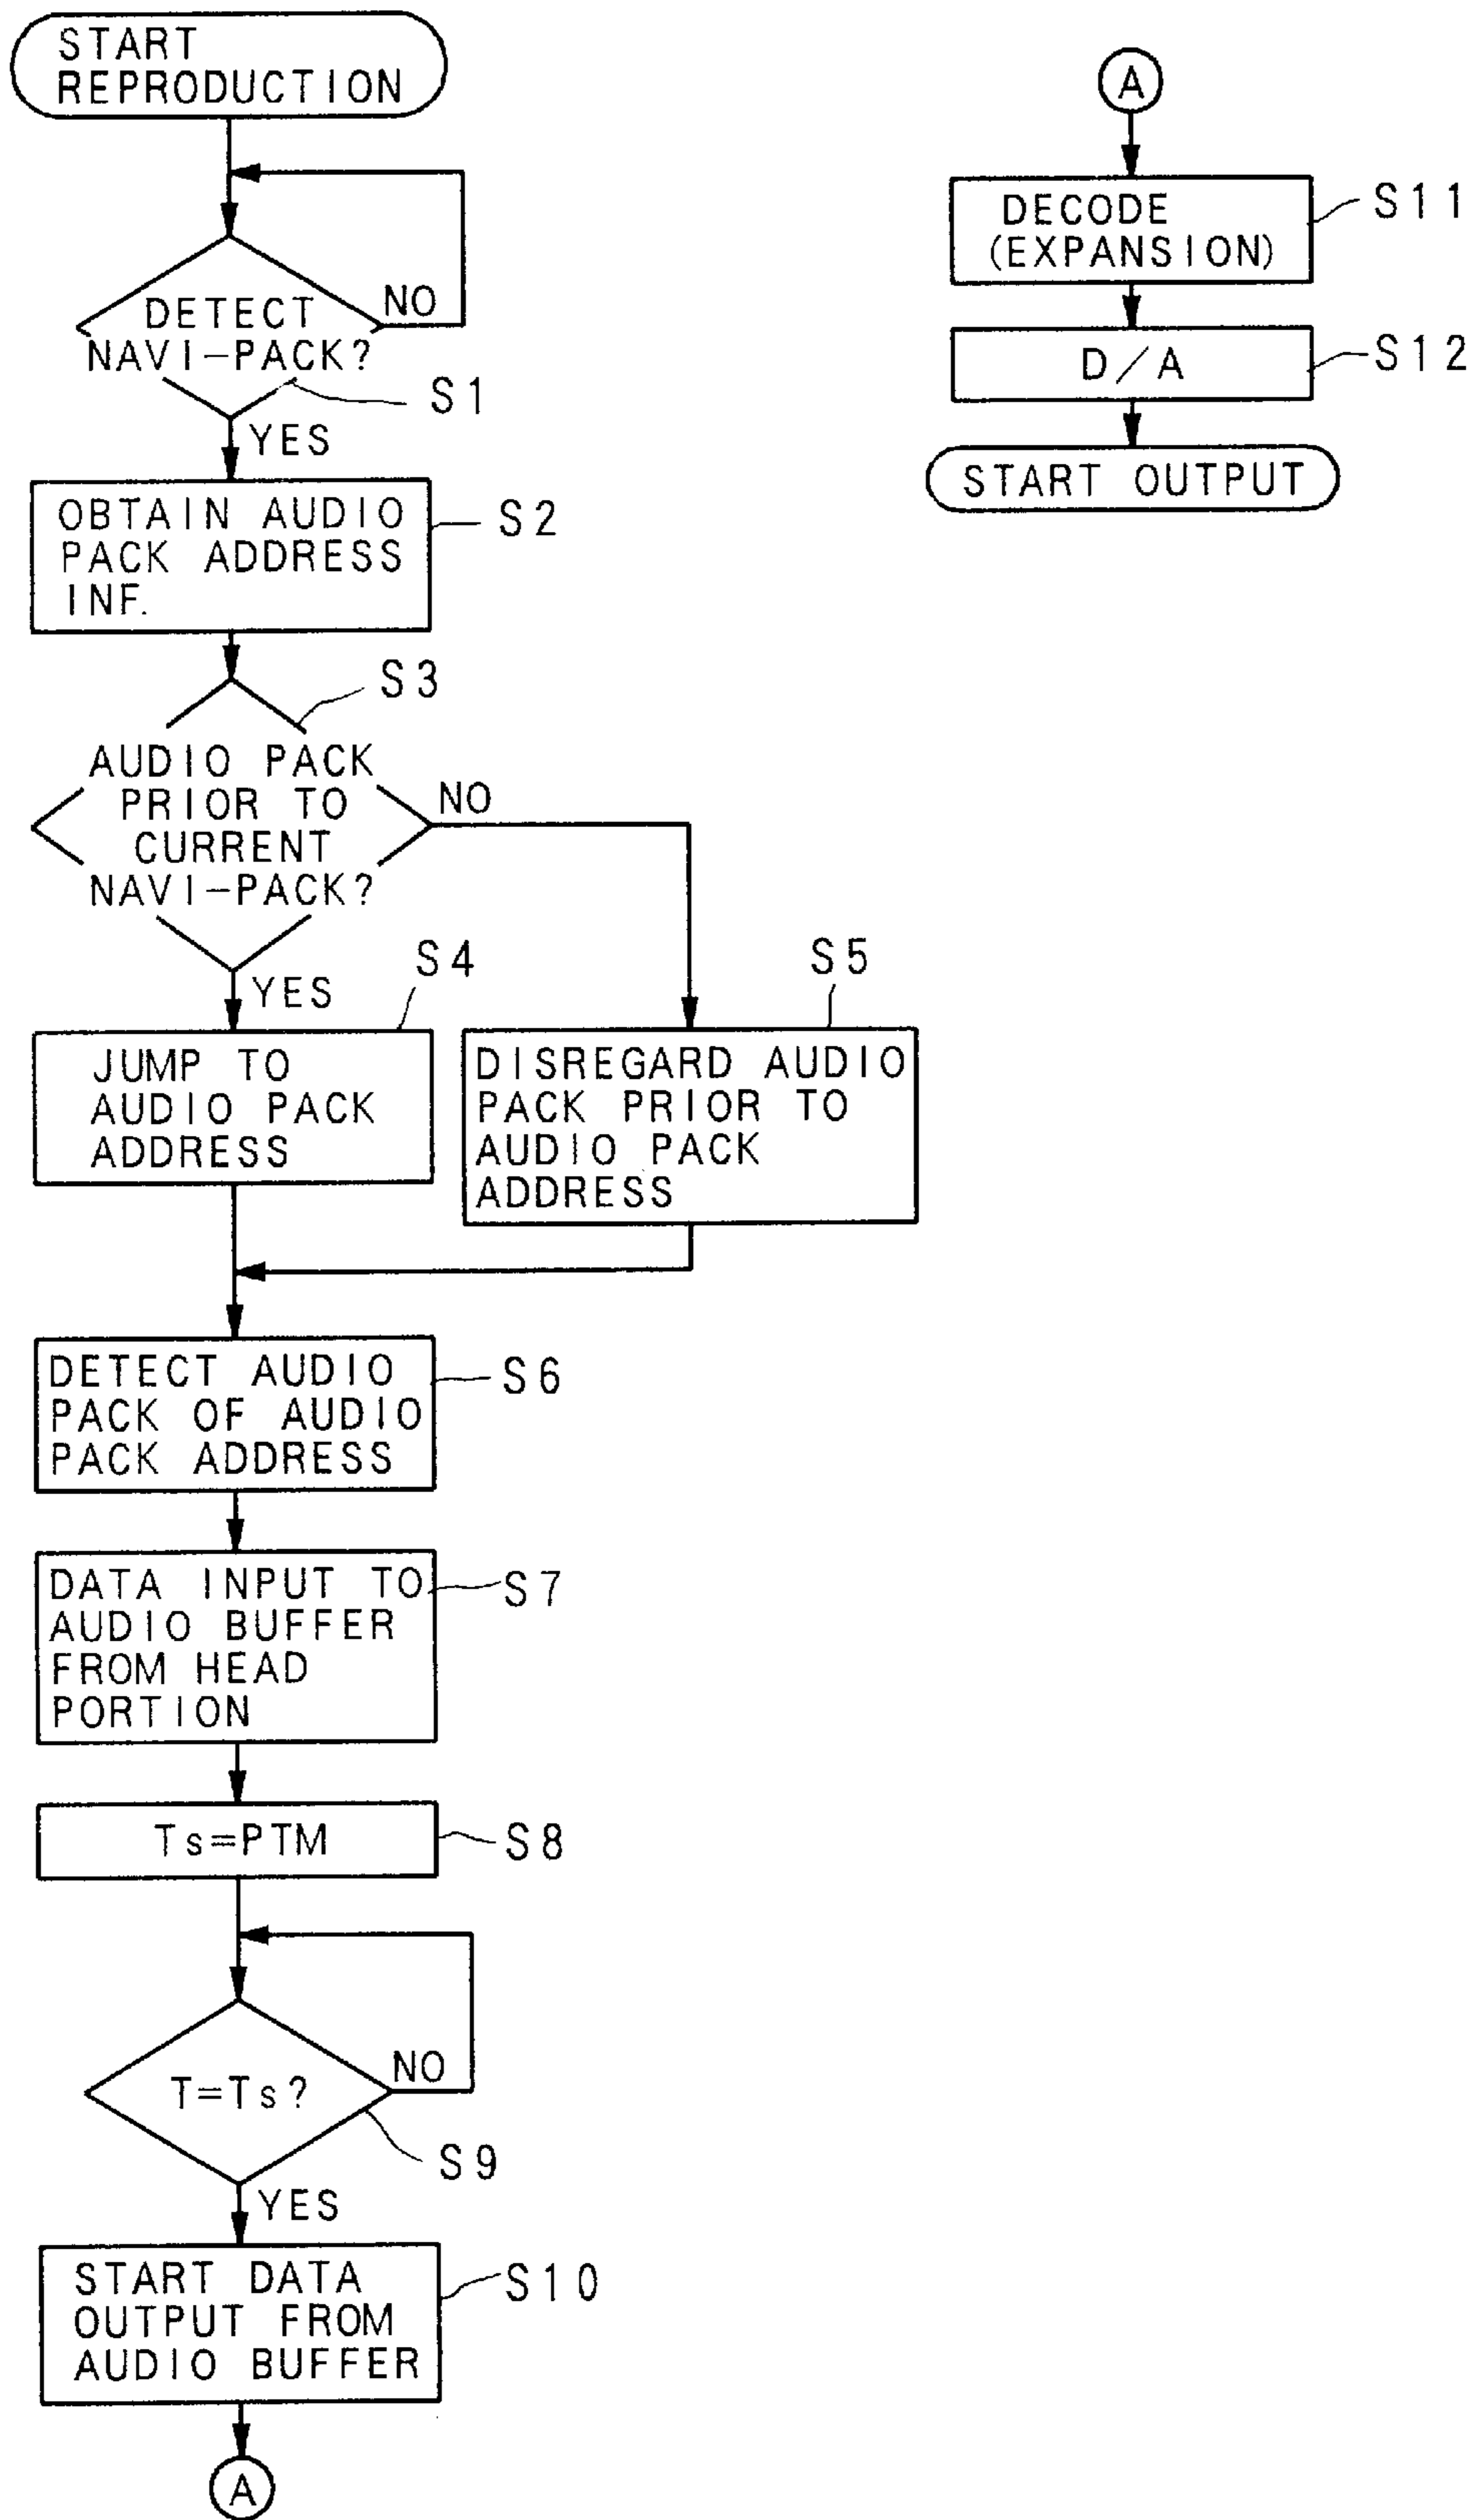 START
REPRODUCTION
DETECT
NAVI-PACK?
NO
S1
YES
OBTAIN AUDIO
PACK ADDRESS
INF.
S2
S3
AUDIO PACK
PRIOR TO
CURRENT
NAVI-PACK?
NO
YES
S4
JUMP TO
AUDIO PACK
ADDRESS
S5
DISREGARD AUDIO
PACK PRIOR TO
AUDIO PACK
ADDRESS
DETECT AUDIO
PACK OF AUDIO
PACK ADDRESS
S6
DATA INPUT TO
AUDIO BUFFER
FROM HEAD
PORTION
S7
Ts=PTM
S8
T=Ts?
NO
S9
YES
START DATA
OUTPUT FROM
AUDIO BUFFER
S10
A
A
DECODE
(EXPANSION)
S11
D/A
S12
START OUTPUT